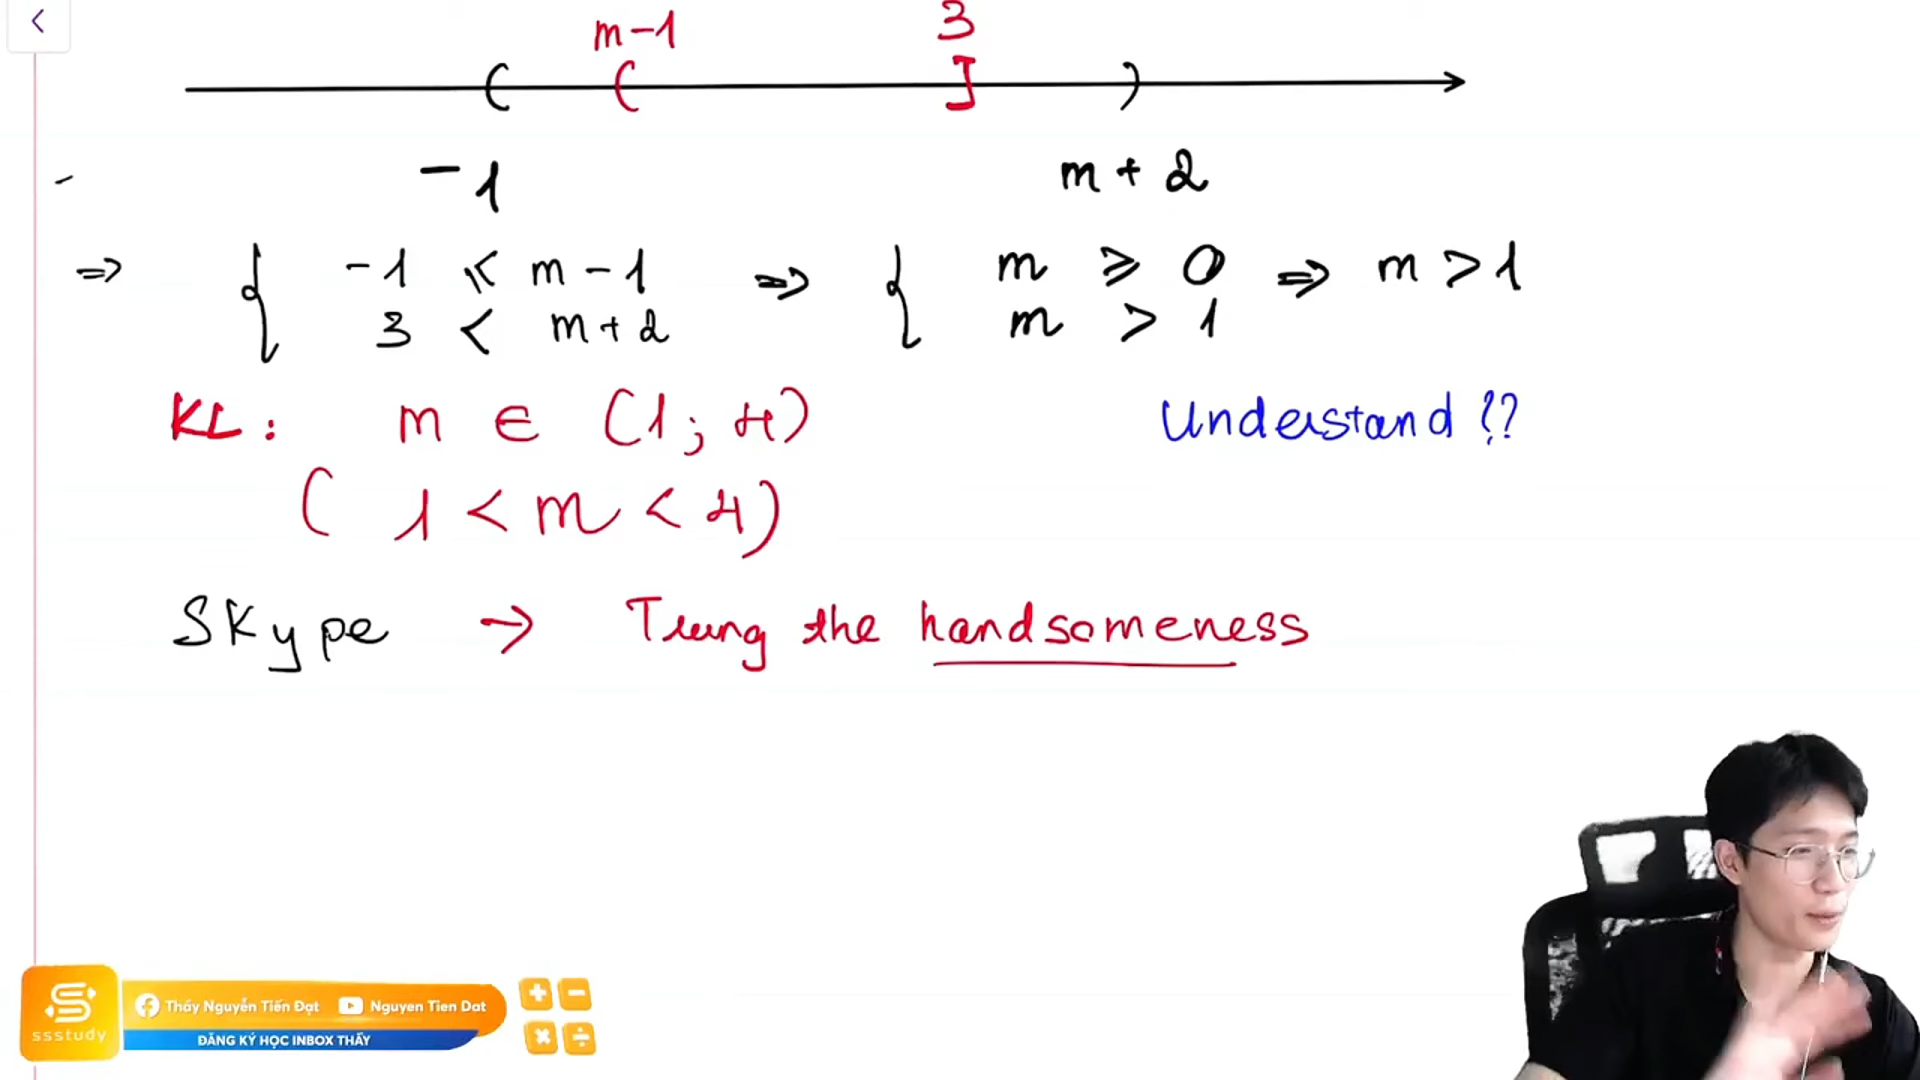 m-1 3
-1 m+2
=> { -1 ⩽ m-1 => { m ⩾ 0 => m > 1
3 < m+2 m > 1
KL: m ∈ (1; 4) Understand !?
( 1 < m < 4)
Skype → Trung the handsomeness
ssstudy
Thầy Nguyễn Tiến Đạt Nguyen Tien Dat
ĐĂNG KÝ HỌC INBOX THẦY
+ -
× ÷